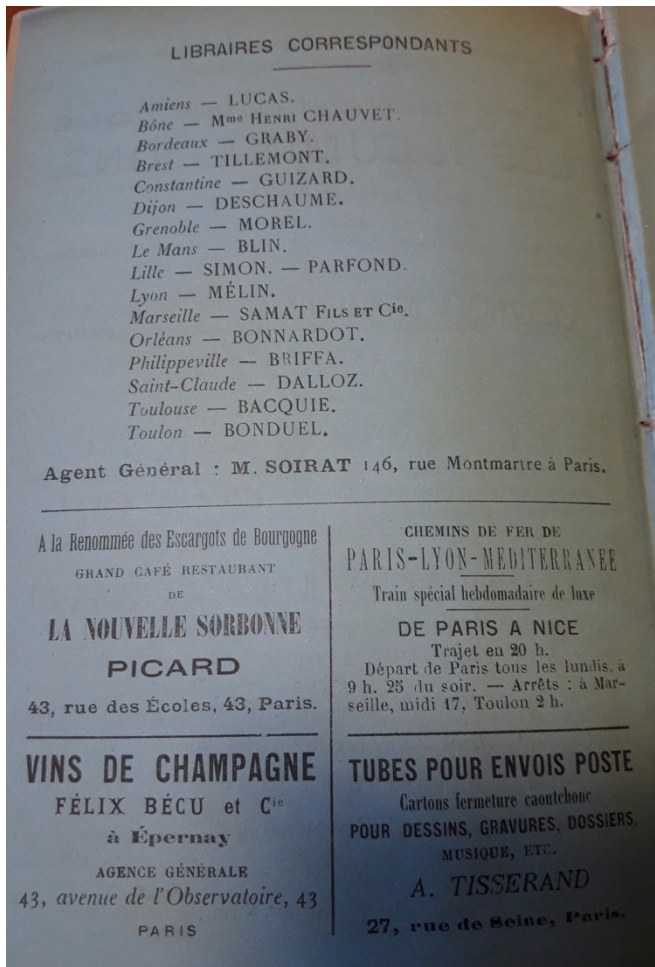 LIBRAIRES CORRESPONDANTS
Amiens — LUCAS.
Bône — Mme HENRI CHAUVET.
Bordeaux — GRABY.
Brest — TILLEMONT.
Constantine — GUIZARD.
Dijon — DESCHAUME.
Grenoble — MOREL.
Le Mans — BLIN.
Lille — SIMON. — PARFOND.
Lyon — MÉLIN.
Marseille — SAMAT FILS ET Cie.
Orléans — BONNARDOT.
Philippeville — BRIFFA.
Saint-Claude — DALLOZ.
Toulouse — BACQUIE.
Toulon — BONDUEL.
Agent Général : M. SOIRAT 146, rue Montmartre à Paris.
A la Renommée des Escargots de Bourgogne
GRAND CAFÉ RESTAURANT
DE
LA NOUVELLE SORBONNE
PICARD
43, rue des Écoles, 43, Paris.
CHEMINS DE FER DE
PARIS-LYON-MEDITERRANEE
Train spécial hebdomadaire de luxe
DE PARIS A NICE
Trajet en 20 h.
Départ de Paris tous les lundis, à
9 h. 25 du soir. — Arrêts : à Mar-
seille, midi 17, Toulon 2 h.
VINS DE CHAMPAGNE
FÉLIX BÉCU et Cie
à Épernay
AGENCE GÉNÉRALE
43, avenue de l'Observatoire, 43
PARIS
TUBES POUR ENVOIS POSTE
Cartons fermeture caoutchouc
POUR DESSINS, GRAVURES, DOSSIERS,
MUSIQUE, ETC.
A. TISSERAND
27, rue de Seine, Paris.